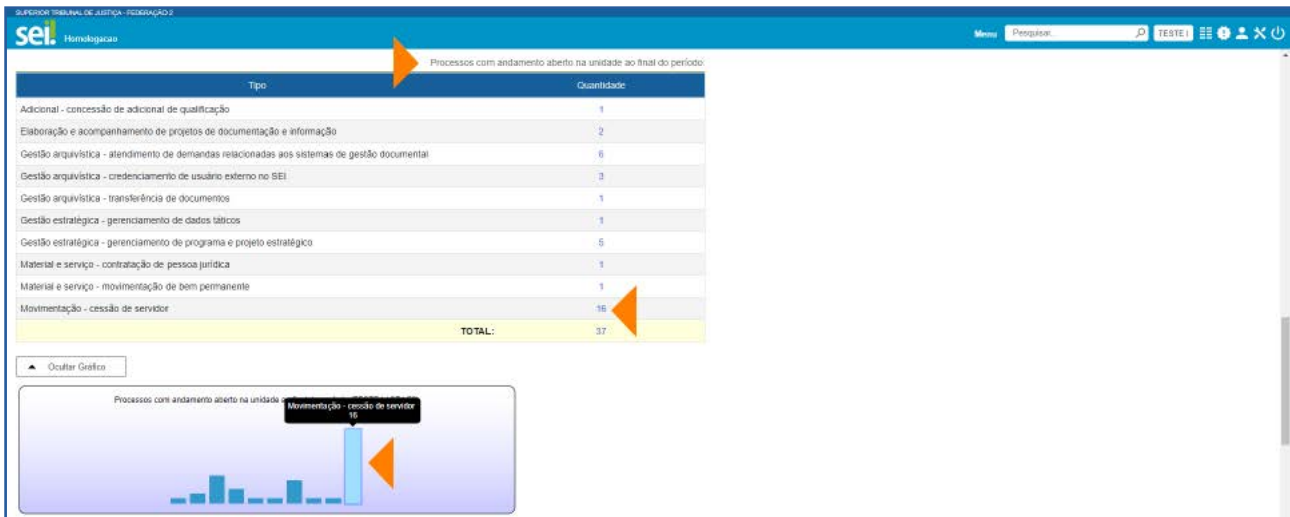 SUPERIOR TRIBUNAL DE JUSTIÇA - FEDERAÇÃO 2
sei! Homologacao Menu Pesquisar... TESTE I
Processos com andamento aberto na unidade ao final do período:
Tipo Quantidade
Adicional - concessão de adicional de qualificação 1
Elaboração e acompanhamento de projetos de documentação e informação 2
Gestão arquivística - atendimento de demandas relacionadas aos sistemas de gestão documental 6
Gestão arquivística - credenciamento de usuário externo no SEI 3
Gestão arquivística - transferência de documentos 1
Gestão estratégica - gerenciamento de dados táticos 1
Gestão estratégica - gerenciamento de programa e projeto estratégico 5
Material e serviço - contratação de pessoa jurídica 1
Material e serviço - movimentação de bem permanente 1
Movimentação - cessão de servidor 16
TOTAL: 37
Ocultar Gráfico
Processos com andamento aberto na unidade
Movimentação - cessão de servidor
16